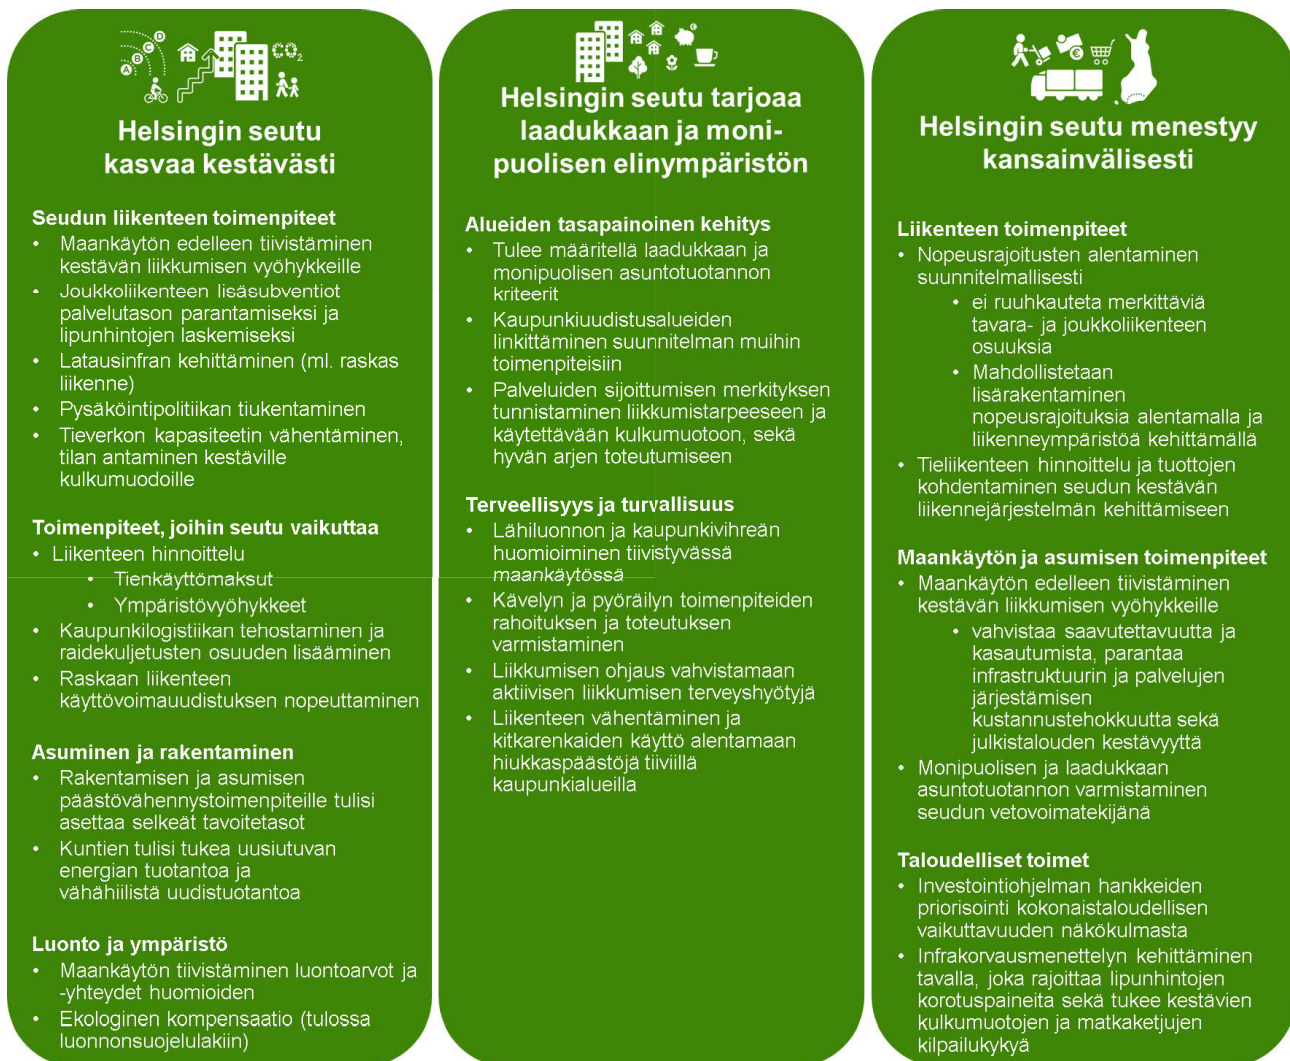 A B C D
CO₂
Helsingin seutu
kasvaa kestävästi
Seudun liikenteen toimenpiteet
• Maankäytön edelleen tiivistäminen
kestävän liikkumisen vyöhykkeille
• Joukkoliikenteen lisäsubventiot
palvelutason parantamiseksi ja
lipunhintojen laskemiseksi
• Latausinfran kehittäminen (ml. raskas
liikenne)
• Pysäköintipolitiikan tiukentaminen
• Tieverkon kapasiteetin vähentäminen,
tilan antaminen kestäville
kulkumuodoille
Toimenpiteet, joihin seutu vaikuttaa
• Liikenteen hinnoittelu
• Tienkäyttömaksut
• Ympäristövyöhykkeet
• Kaupunkilogistiikan tehostaminen ja
raidekuljetusten osuuden lisääminen
• Raskaan liikenteen
käyttövoimauudistuksen nopeuttaminen
Asuminen ja rakentaminen
• Rakentamisen ja asumisen
päästövähennystoimenpiteille tulisi
asettaa selkeät tavoitetasot
• Kuntien tulisi tukea uusiutuvan
energian tuotantoa ja
vähähiilistä uudistuotantoa
Luonto ja ympäristö
• Maankäytön tiivistäminen luontoarvot ja
-yhteydet huomioiden
• Ekologinen kompensaatio (tulossa
luonnonsuojelulakiin)
€
Helsingin seutu tarjoaa
laadukkaan ja moni-
puolisen elinympäristön
Alueiden tasapainoinen kehitys
• Tulee määritellä laadukkaan ja
monipuolisen asuntotuotannon
kriteerit
• Kaupunkiuudistusalueiden
linkittäminen suunnitelman muihin
toimenpiteisiin
• Palveluiden sijoittumisen merkityksen
tunnistaminen liikkumistarpeeseen ja
käytettävään kulkumuotoon, sekä
hyvän arjen toteutumiseen
Terveellisyys ja turvallisuus
• Lähiluonnon ja kaupunkivihreän
huomioiminen tiivistyvässä
maankäytössä
• Kävelyn ja pyöräilyn toimenpiteiden
rahoituksen ja toteutuksen
varmistaminen
• Liikkumisen ohjaus vahvistamaan
aktiivisen liikkumisen terveyshyötyjä
• Liikenteen vähentäminen ja
kitkarenkaiden käyttö alentamaan
hiukkaspäästöjä tiiviillä
kaupunkialueilla
€
Helsingin seutu menestyy
kansainvälisesti
Liikenteen toimenpiteet
• Nopeusrajoitusten alentaminen
suunnitelmallisesti
• ei ruuhkauteta merkittäviä
tavara- ja joukkoliikenteen
osuuksia
• Mahdollistetaan
lisärakentaminen
nopeusrajoituksia alentamalla ja
liikenneympäristöä kehittämällä
• Tieliikenteen hinnoittelu ja tuottojen
kohdentaminen seudun kestävän
liikennejärjestelmän kehittämiseen
Maankäytön ja asumisen toimenpiteet
• Maankäytön edelleen tiivistäminen
kestävän liikkumisen vyöhykkeille
• vahvistaa saavutettavuutta ja
kasautumista, parantaa
infrastruktuurin ja palvelujen
järjestämisen
kustannustehokkuutta sekä
julkistalouden kestävyyttä
• Monipuolisen ja laadukkaan
asuntotuotannon varmistaminen
seudun vetovoimatekijänä
Taloudelliset toimet
• Investointiohjelman hankkeiden
priorisointi kokonaistaloudellisen
vaikuttavuuden näkökulmasta
• Infrakorvausmenettelyn kehittäminen
tavalla, joka rajoittaa lipunhintojen
korotuspaineita sekä tukee kestävien
kulkumuotojen ja matkaketjujen
kilpailukykyä